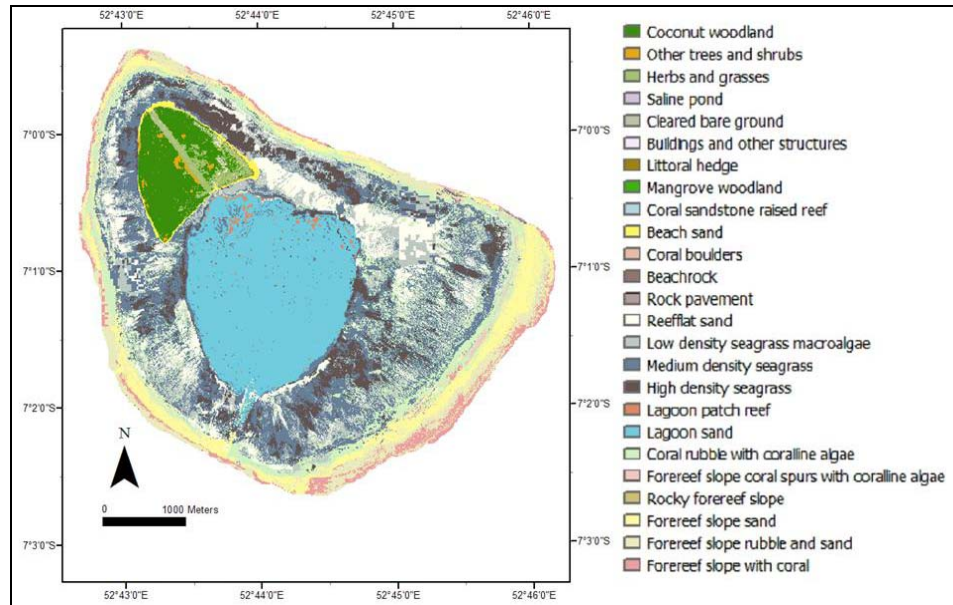 52°43'0"E 52°44'0"E 52°45'0"E 52°46'0"E
7°0'0"S 7°0'0"S
7°1'0"S 7°1'0"S
7°2'0"S 7°2'0"S
7°3'0"S 7°3'0"S
N
0 1000 Meters
52°43'0"E 52°44'0"E 52°45'0"E 52°46'0"E
Coconut woodland
Other trees and shrubs
Herbs and grasses
Saline pond
Cleared bare ground
Buildings and other structures
Littoral hedge
Mangrove woodland
Coral sandstone raised reef
Beach sand
Coral boulders
Beachrock
Rock pavement
Reefflat sand
Low density seagrass macroalgae
Medium density seagrass
High density seagrass
Lagoon patch reef
Lagoon sand
Coral rubble with coralline algae
Forereef slope coral spurs with coralline algae
Rocky forereef slope
Forereef slope sand
Forereef slope rubble and sand
Forereef slope with coral